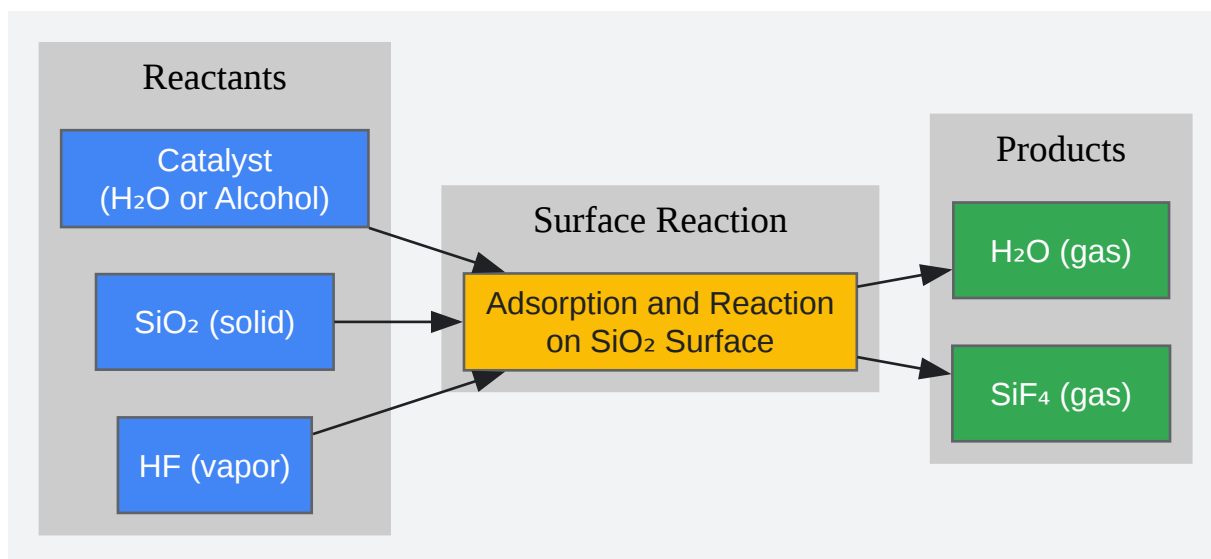 Reactants
Catalyst
(H₂O or Alcohol)
SiO₂ (solid)
HF (vapor)
Surface Reaction
Adsorption and Reaction
on SiO₂ Surface
Products
H₂O (gas)
SiF₄ (gas)